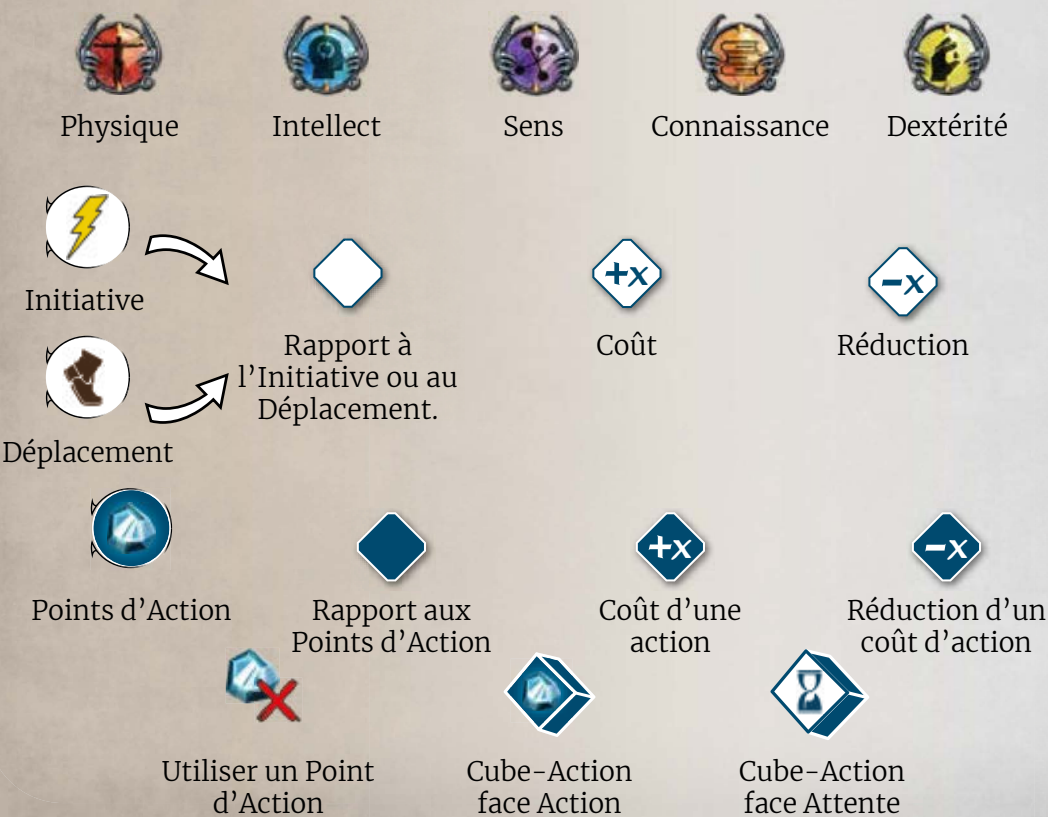 Physique
Intellect
Sens
Connaissance
Dextérité
Initiative
Déplacement
Rapport à
l’Initiative ou au
Déplacement.
+x
Coût
-x
Réduction
Points d’Action
Rapport aux
Points d’Action
+x
Coût d’une
action
-x
Réduction d’un
coût d’action
Utiliser un Point
d’Action
Cube-Action
face Action
Cube-Action
face Attente